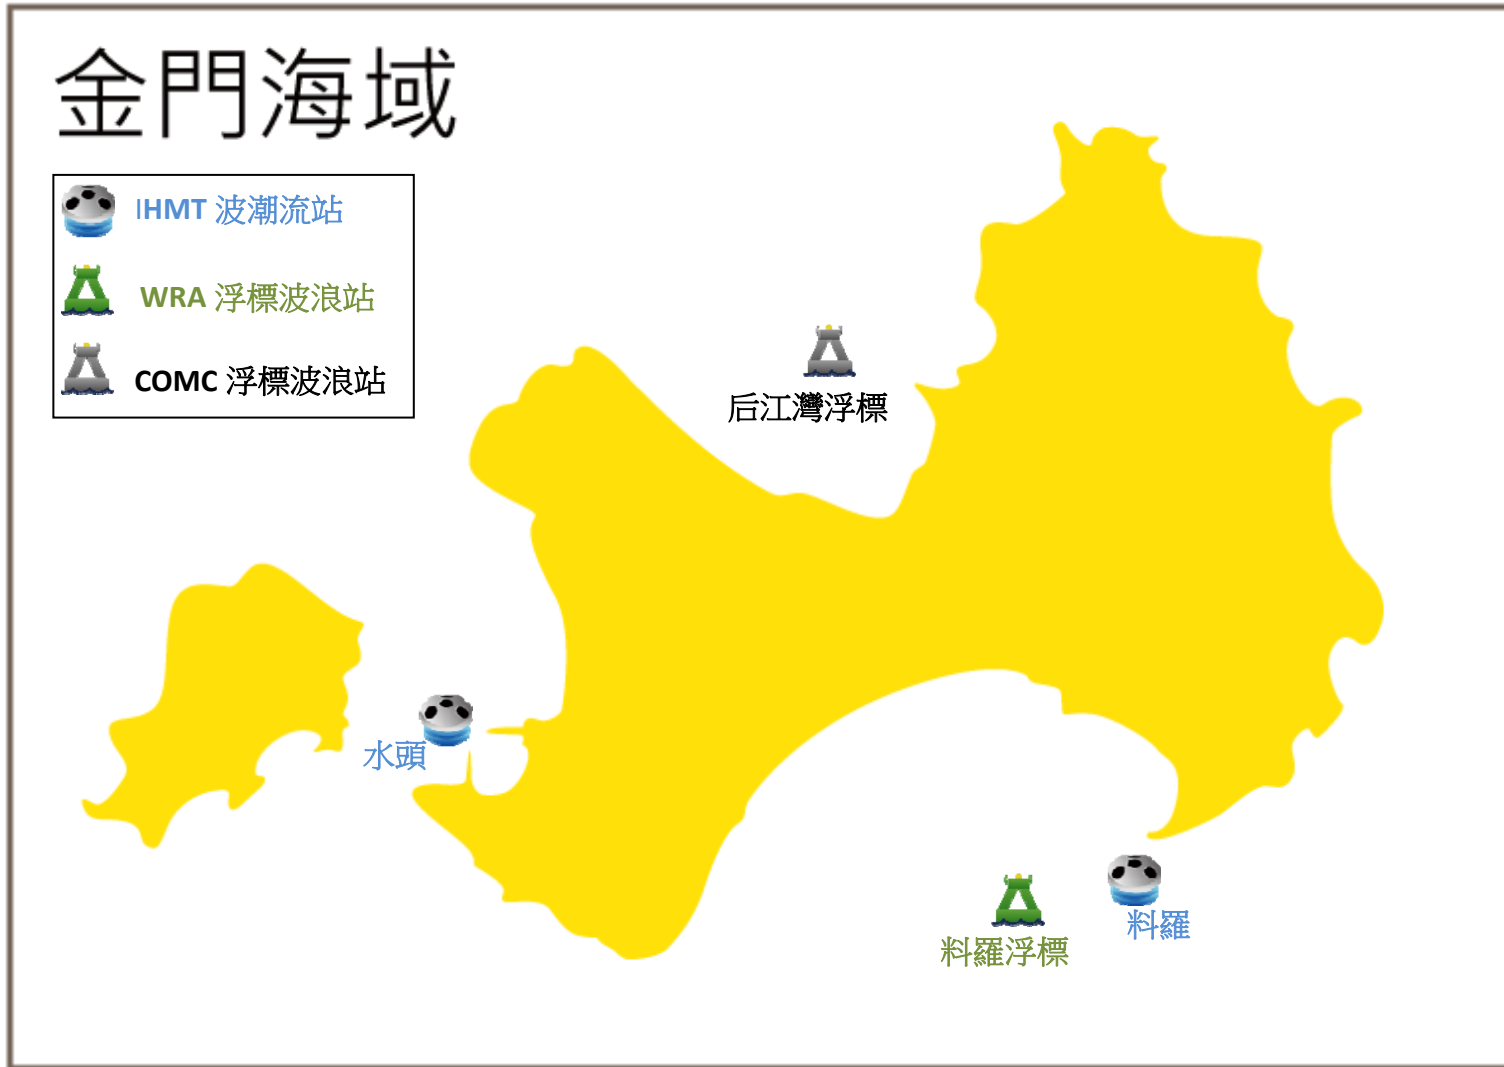 金門海域
IHMT 波潮流站
WRA 浮標波浪站
COMC 浮標波浪站
后江灣浮標
水頭
料羅
料羅浮標